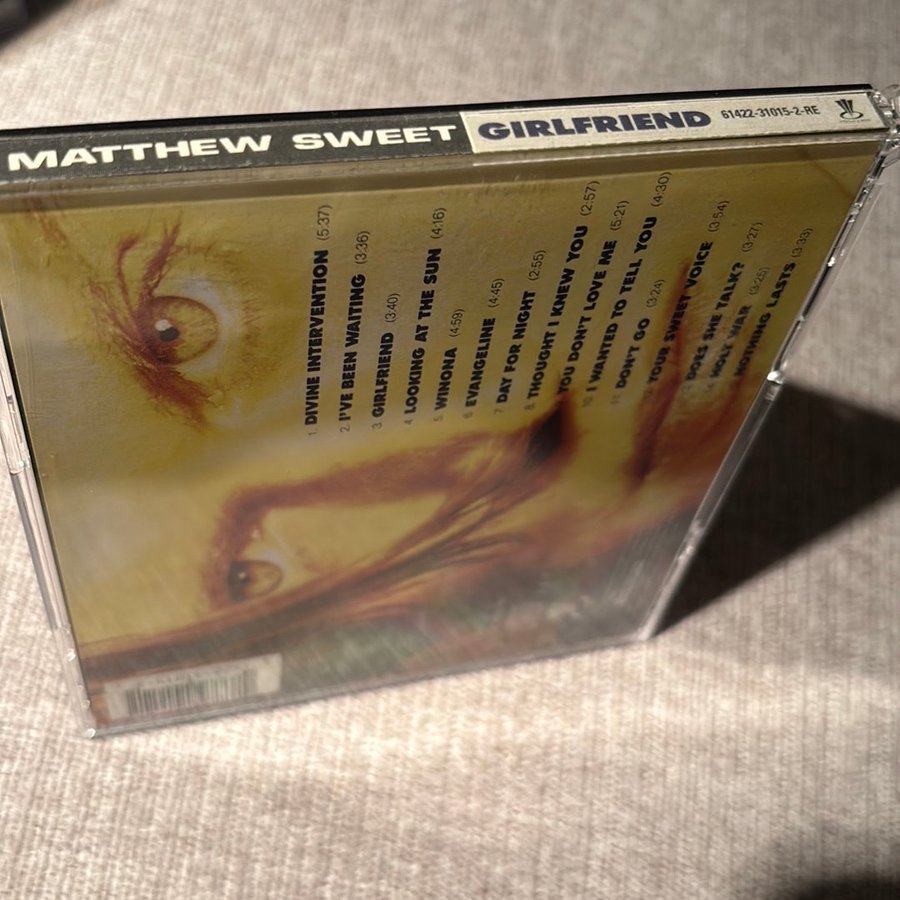 MATTHEW SWEET GIRLFRIEND 61422-31015-2-RE
1. DIVINE INTERVENTION (5:37)
2. I'VE BEEN WAITING (3:36)
3. GIRLFRIEND (3:40)
4. LOOKING AT THE SUN (4:16)
5. WINONA (4:59)
6. EVANGELINE (4:45)
7. DAY FOR NIGHT (2:55)
8. THOUGHT I KNEW YOU (2:57)
YOU DON'T LOVE ME (5:21)
10. I WANTED TO TELL YOU (4:30)
11. DON'T GO (3:24)
12. YOUR SWEET VOICE (3:54)
DOES SHE TALK? (3:27)
14. HOLY WAR (3:25)
NOTHING LASTS (3:33)